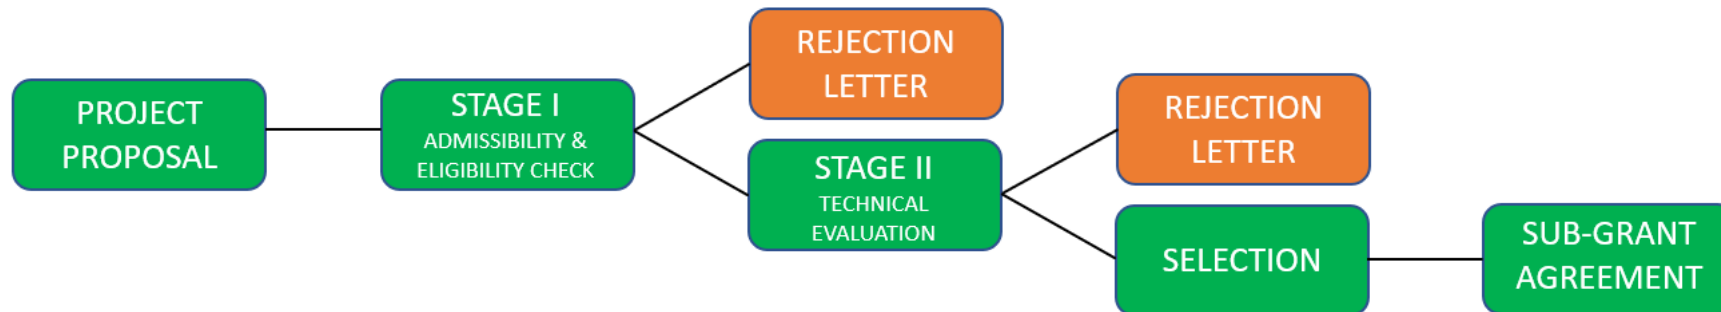 PROJECT
PROPOSAL
STAGE I
ADMISSIBILITY &
ELIGIBILITY CHECK
REJECTION
LETTER
STAGE II
TECHNICAL
EVALUATION
REJECTION
LETTER
SELECTION
SUB-GRANT
AGREEMENT